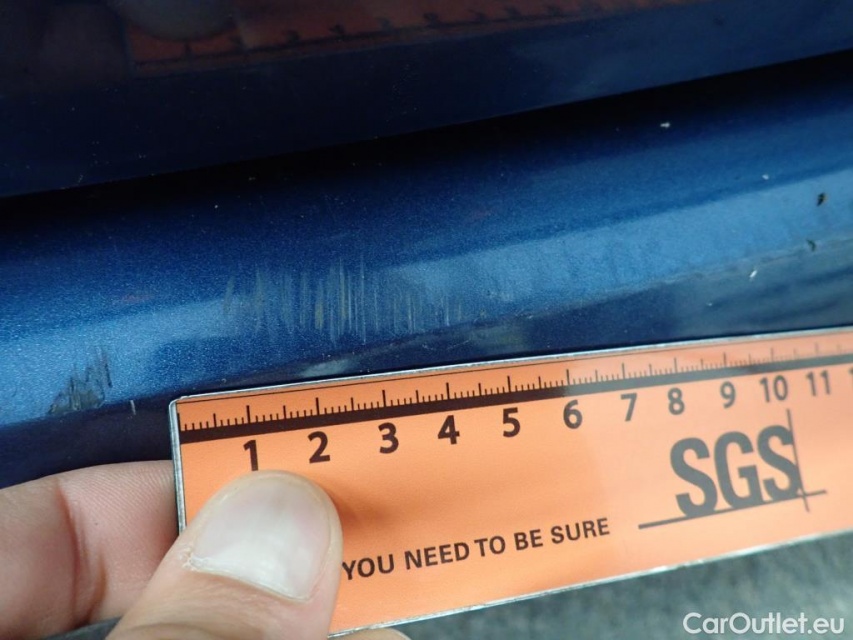 1 2 3 4 5 6 7 8 9 10 11
SGS
YOU NEED TO BE SURE
CarOutlet.eu